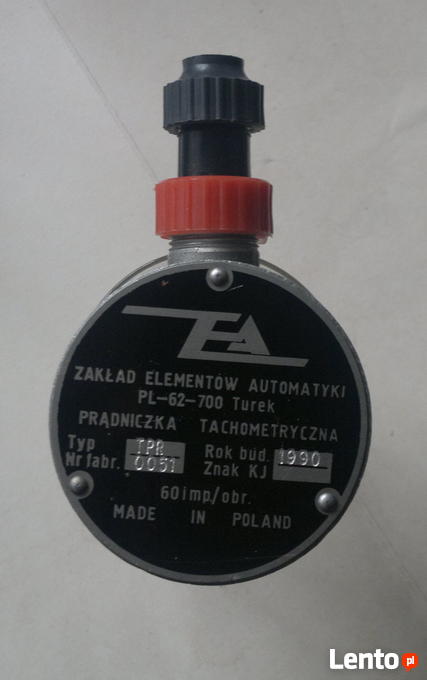 ZEA
ZAKŁAD ELEMENTÓW AUTOMATYKI
PL-62-700 Turek
PRĄDNICZKA TACHOMETRYCZNA
Typ TPR Rok bud. 1990
Nr fabr. 0051 Znak KJ
60imp/obr.
MADE IN POLAND
Lento.pl